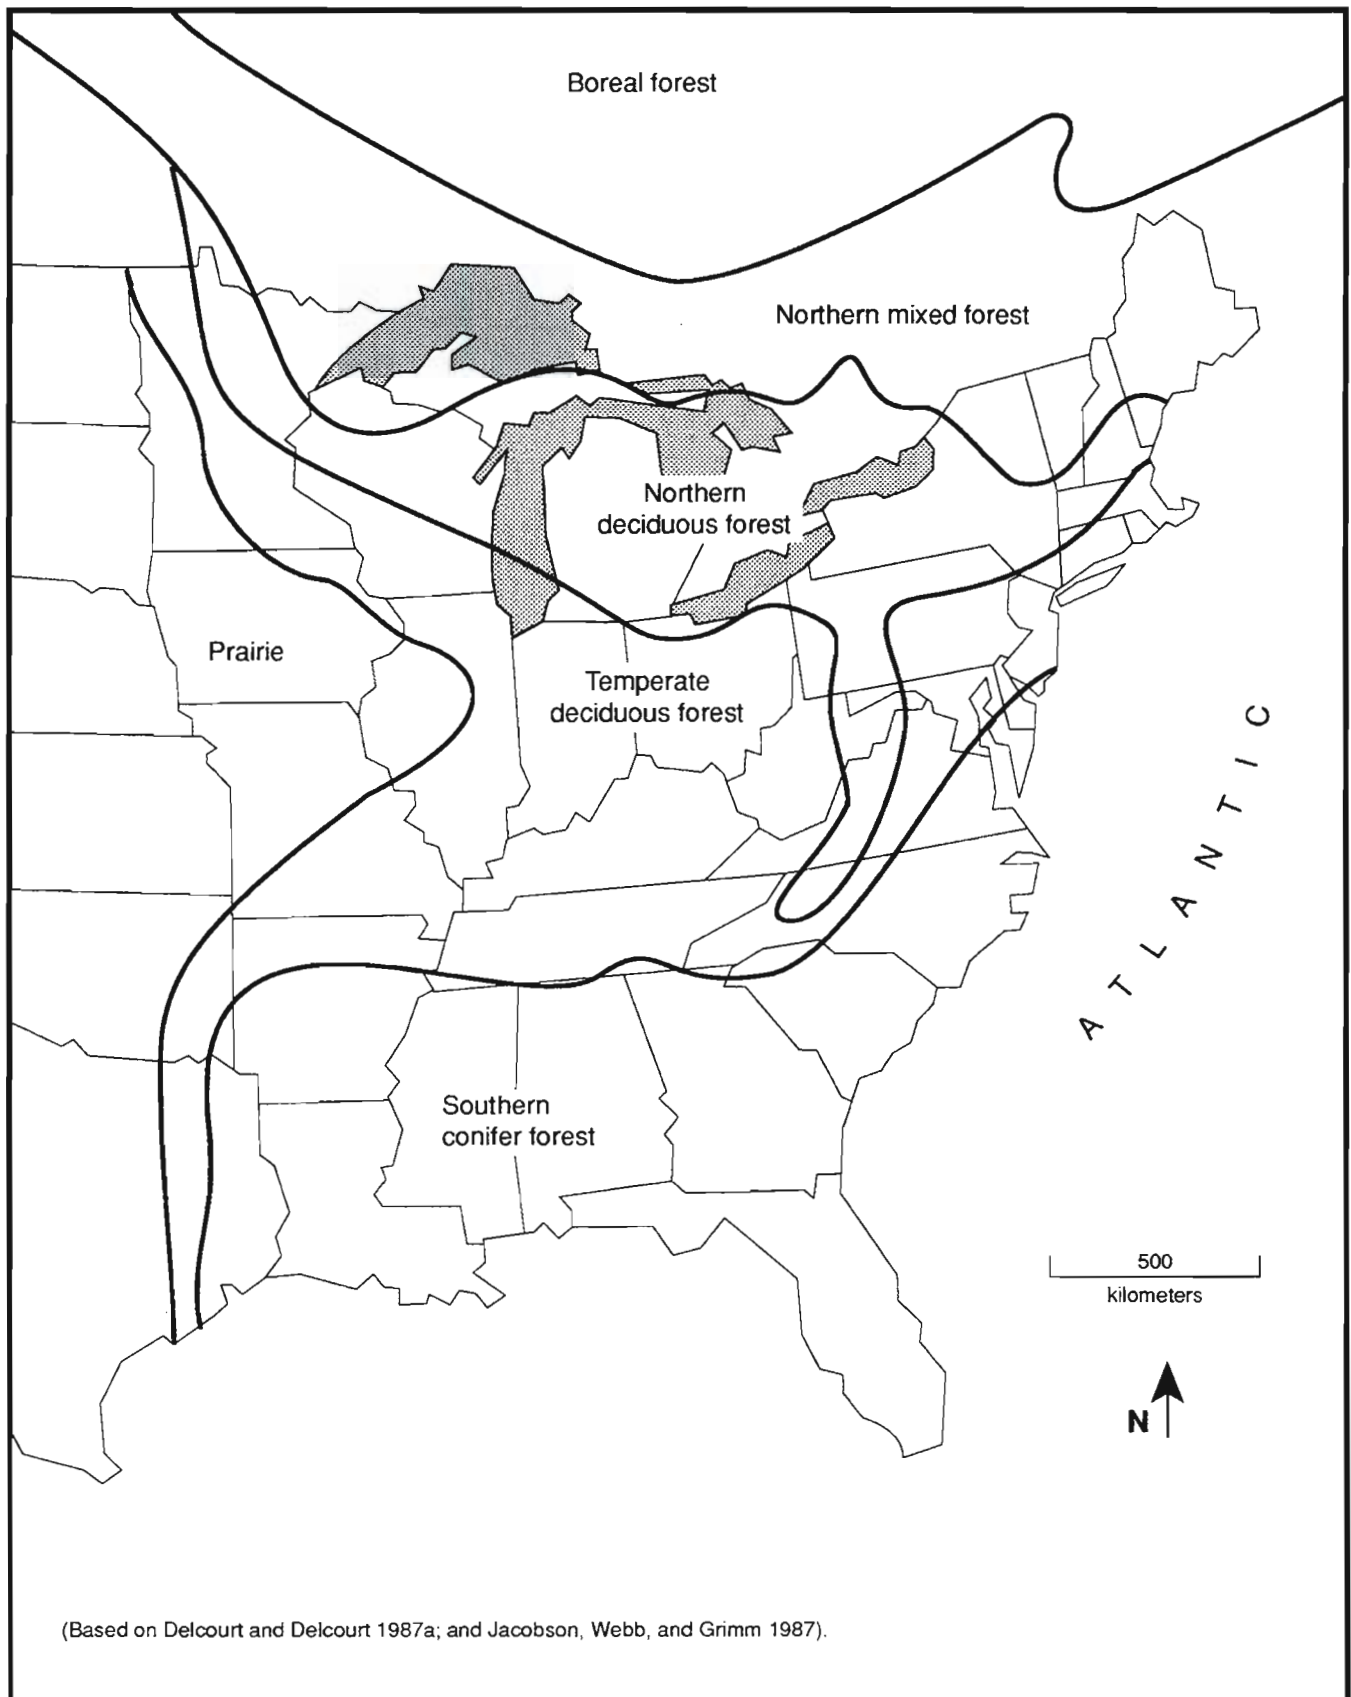 Boreal forest
Northern mixed forest
Northern
deciduous forest
Prairie
Temperate
deciduous forest
ATLANTIC
Southern
conifer forest
500
kilometers
N
(Based on Delcourt and Delcourt 1987a; and Jacobson, Webb, and Grimm 1987).